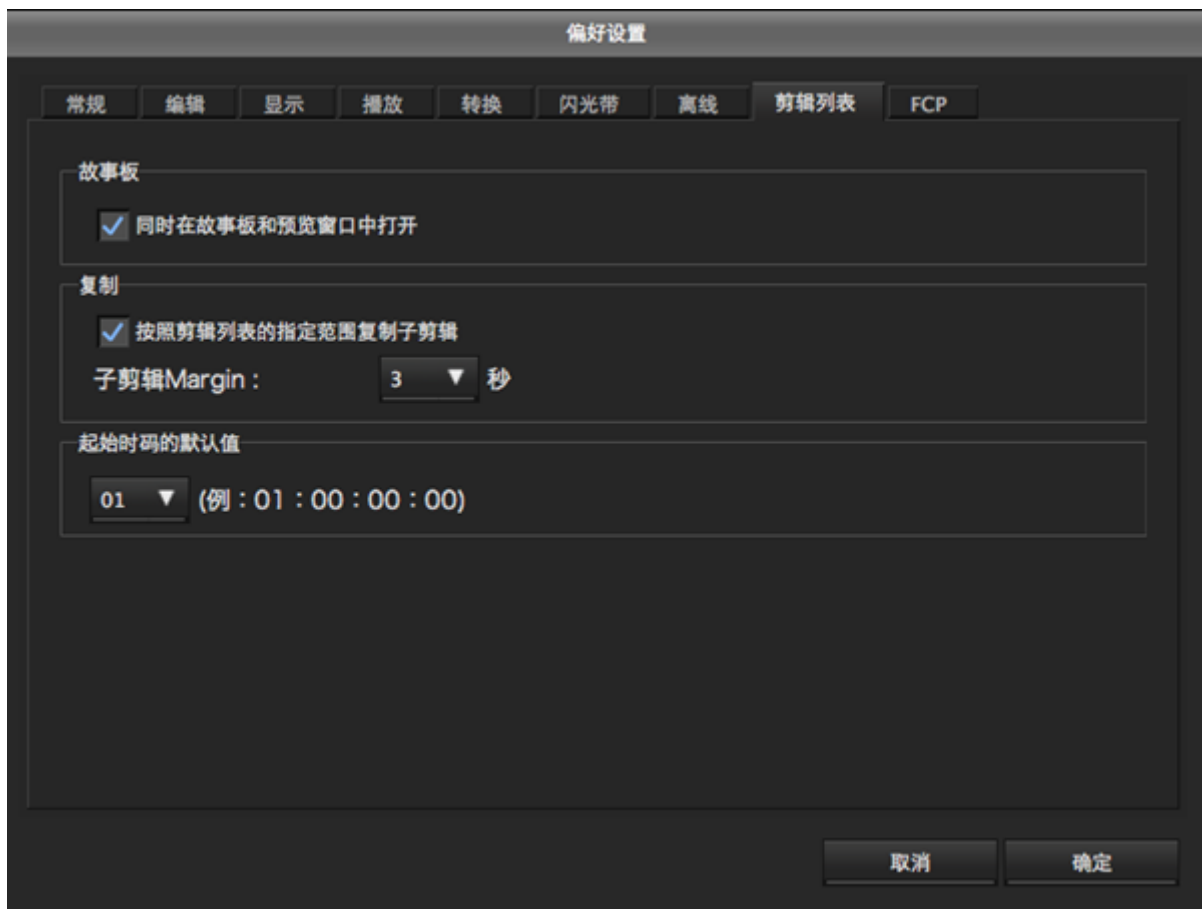 偏好设置
常规 编辑 显示 播放 转换 闪光带 离线 剪辑列表 FCP
故事板
同时在故事板和预览窗口中打开
复制
按照剪辑列表的指定范围复制子剪辑
子剪辑Margin： 3 秒
起始时码的默认值
01 (例：01：00：00：00)
取消 确定